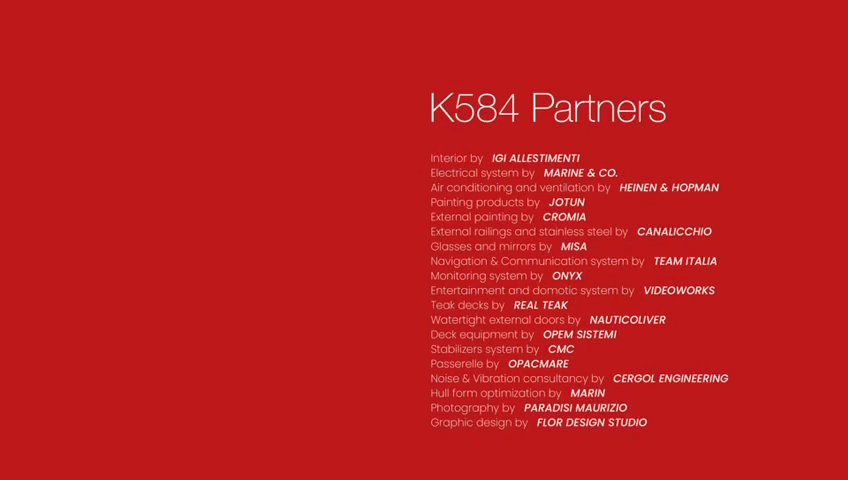 K584 Partners
Interior by IGI ALLESTIMENTI
Electrical system by MARINE & CO.
Air conditioning and ventilation by HEINEN & HOPMAN
Painting products by JOTUN
External painting by CROMIA
External railings and stainless steel by CANALICCHIO
Glasses and mirrors by MISA
Navigation & Communication system by TEAM ITALIA
Monitoring system by ONYX
Entertainment and domotic system by VIDEOWORKS
Teak decks by REAL TEAK
Watertight external doors by NAUTICOLIVER
Deck equipment by OPEM SISTEMI
Stabilizers system by CMC
Passerelle by OPACMARE
Noise & Vibration consultancy by CERGOL ENGINEERING
Hull form optimization by MARIN
Photography by PARADISI MAURIZIO
Graphic design by FLOR DESIGN STUDIO